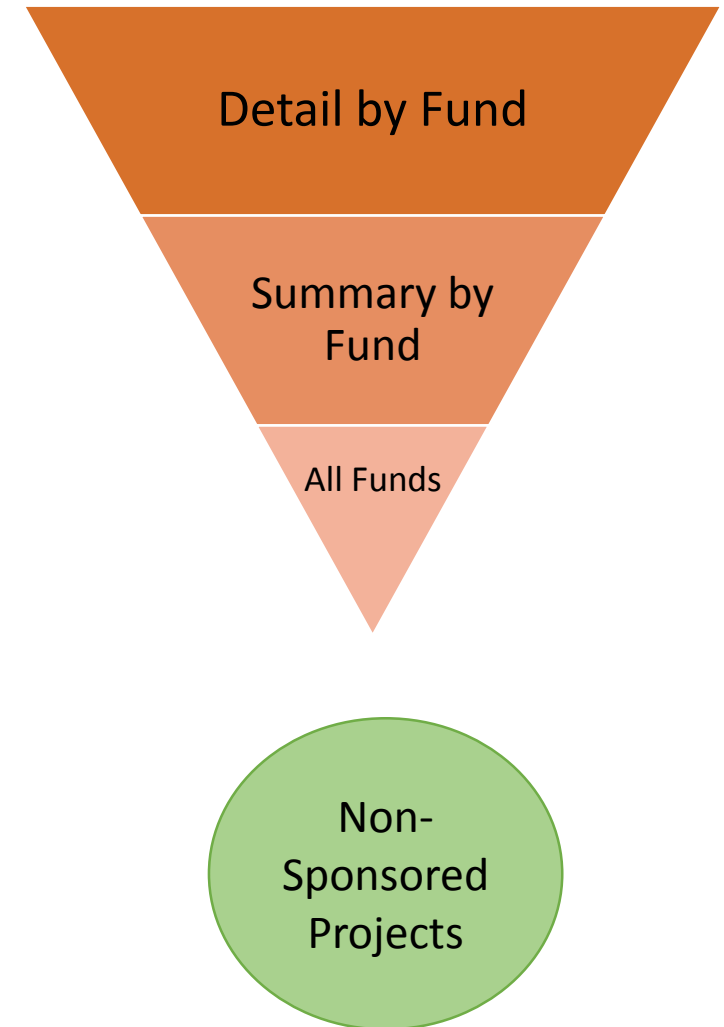 Detail by Fund
Summary by
Fund
All Funds
Non-
Sponsored
Projects